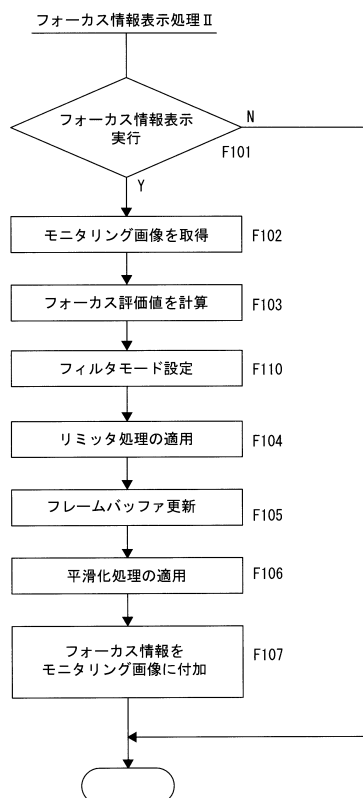 フォーカス情報表示処理Ⅱ
フォーカス情報表示
実行
N
F101
Y
モニタリング画像を取得
F102
フォーカス評価値を計算
F103
フィルタモード設定
F110
リミッタ処理の適用
F104
フレームバッファ更新
F105
平滑化処理の適用
F106
フォーカス情報を
モニタリング画像に付加
F107